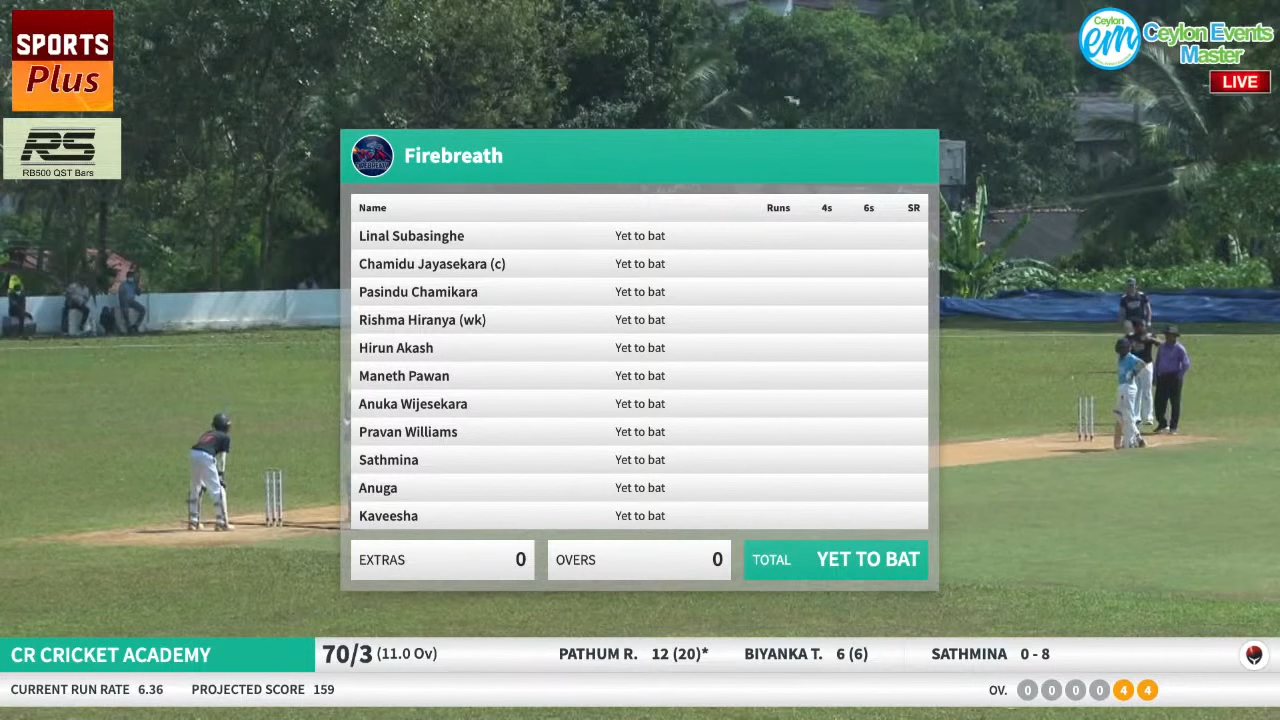 SPORTS
Plus
RS
RB500 QST Bars
Ceylon
em
Ceylon Events
Master
LIVE
Firebreath
Name Runs 4s 6s SR
Linal Subasinghe Yet to bat
Chamidu Jayasekara (c) Yet to bat
Pasindu Chamikara Yet to bat
Rishma Hiranya (wk) Yet to bat
Hirun Akash Yet to bat
Maneth Pawan Yet to bat
Anuka Wijesekara Yet to bat
Pravan Williams Yet to bat
Sathmina Yet to bat
Anuga Yet to bat
Kaveesha Yet to bat
EXTRAS 0 OVERS 0 TOTAL YET TO BAT
CR CRICKET ACADEMY 70/3 (11.0 Ov) PATHUM R. 12 (20)* BIYANKA T. 6 (6) SATHMINA 0 - 8
CURRENT RUN RATE 6.36 PROJECTED SCORE 159 OV. 0 0 0 0 4 4